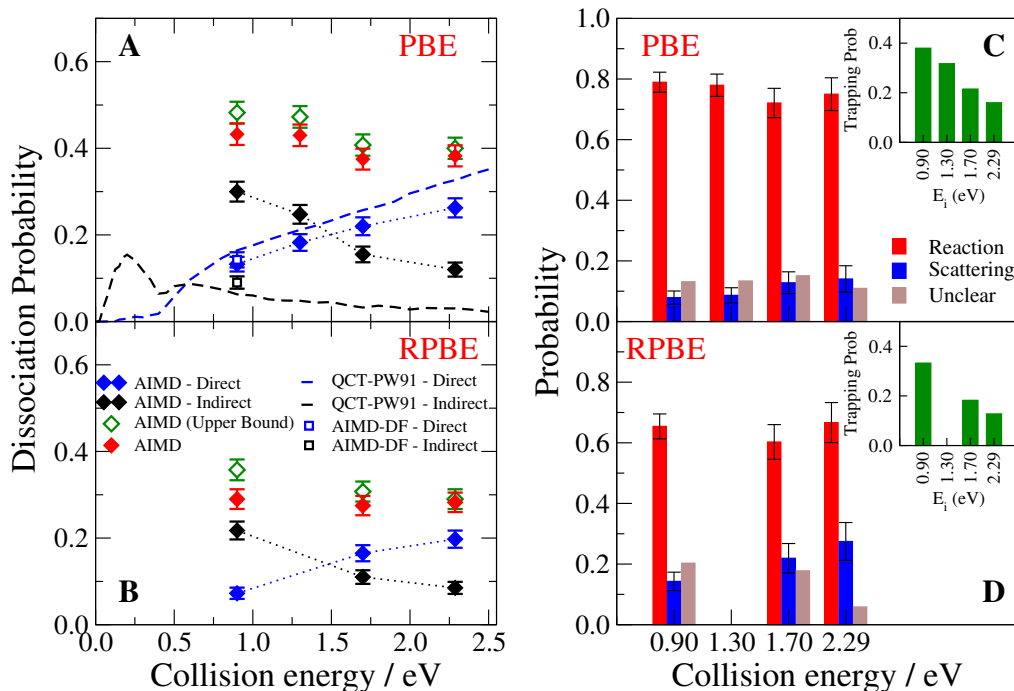 A
PBE
0.6
0.4
0.2
0.0
Dissociation Probability
RPBE
0.6
0.4
0.2
0.0
AIMD - Direct
AIMD - Indirect
AIMD (Upper Bound)
AIMD
QCT-PW91 - Direct
QCT-PW91 - Indirect
AIMD-DF - Direct
AIMD-DF - Indirect
B
0.0 0.5 1.0 1.5 2.0 2.5
Collision energy / eV
PBE
C
1.0
0.8
0.6
0.4
0.2
0.0
Probability
Trapping Prob
0.4
0.2
0.0
0.90 1.30 1.70 2.29
E_i (eV)
Reaction
Scattering
Unclear
RPBE
D
0.8
0.6
0.4
0.2
0.0
Trapping Prob
0.4
0.2
0.0
0.90 1.30 1.70 2.29
E_i (eV)
0.90 1.30 1.70 2.29
Collision energy / eV